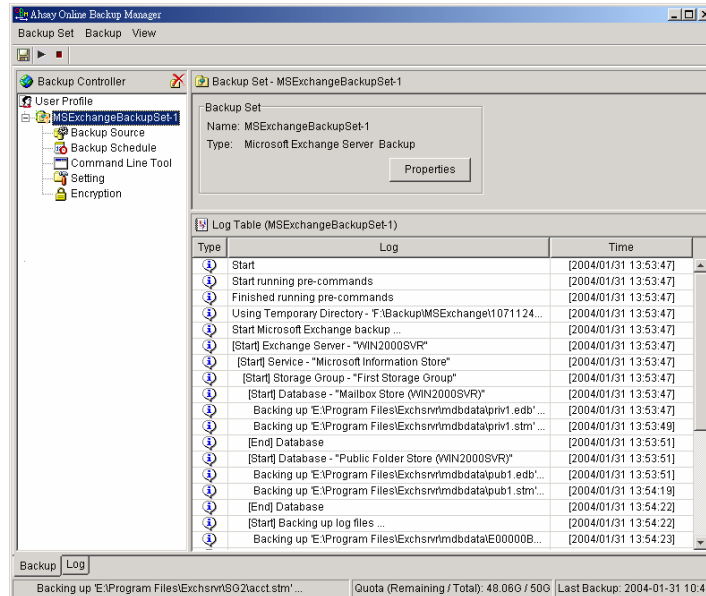 Ahsay Online Backup Manager
Backup Set Backup View
Backup Controller
User Profile
MSExchangeBackupSet-1
Backup Source
Backup Schedule
Command Line Tool
Setting
Encryption
Backup Set - MSExchangeBackupSet-1
Backup Set
Name: MSExchangeBackupSet-1
Type: Microsoft Exchange Server Backup
Properties
Log Table (MSExchangeBackupSet-1)
Type Log Time
Start [2004/01/31 13:53:47]
Start running pre-commands [2004/01/31 13:53:47]
Finished running pre-commands [2004/01/31 13:53:47]
Using Temporary Directory - 'F:\Backup\MSExchange\1071124... [2004/01/31 13:53:47]
Start Microsoft Exchange backup ... [2004/01/31 13:53:47]
[Start] Exchange Server - "WIN2000SVR" [2004/01/31 13:53:47]
[Start] Service - "Microsoft Information Store" [2004/01/31 13:53:47]
[Start] Storage Group - "First Storage Group" [2004/01/31 13:53:47]
[Start] Database - "Mailbox Store (WIN2000SVR)" [2004/01/31 13:53:47]
Backing up 'E:\Program Files\Exchsrvr\mdbdata\priv1.edb' ... [2004/01/31 13:53:47]
Backing up 'E:\Program Files\Exchsrvr\mdbdata\priv1.stm' ... [2004/01/31 13:53:49]
[End] Database [2004/01/31 13:53:51]
[Start] Database - "Public Folder Store (WIN2000SVR)" [2004/01/31 13:53:51]
Backing up 'E:\Program Files\Exchsrvr\mdbdata\pub1.edb'... [2004/01/31 13:53:51]
Backing up 'E:\Program Files\Exchsrvr\mdbdata\pub1.stm'... [2004/01/31 13:54:19]
[End] Database [2004/01/31 13:54:22]
[Start] Backing up log files ... [2004/01/31 13:54:22]
Backing up 'E:\Program Files\Exchsrvr\mdbdata\E00000B... [2004/01/31 13:54:23]
Backup Log
Backing up 'E:\Program Files\Exchsrvr\SG2\acct.stm' ... Quota (Remaining / Total): 48.06G / 50G Last Backup: 2004-01-31 10:4